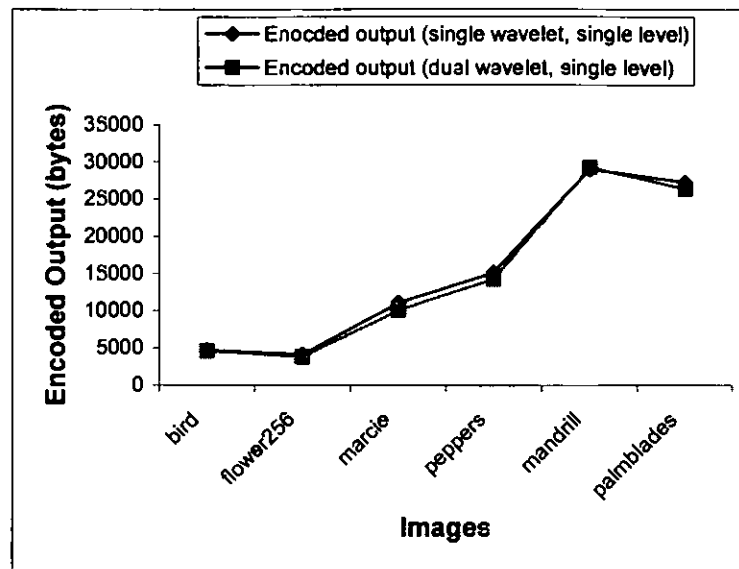 Enocded output (single wavelet, single level)
Encoded output (dual wavelet, single level)
Encoded Output (bytes)
35000
30000
25000
20000
15000
10000
5000
0
bird
flower256
marcie
peppers
mandrill
palmblades
Images